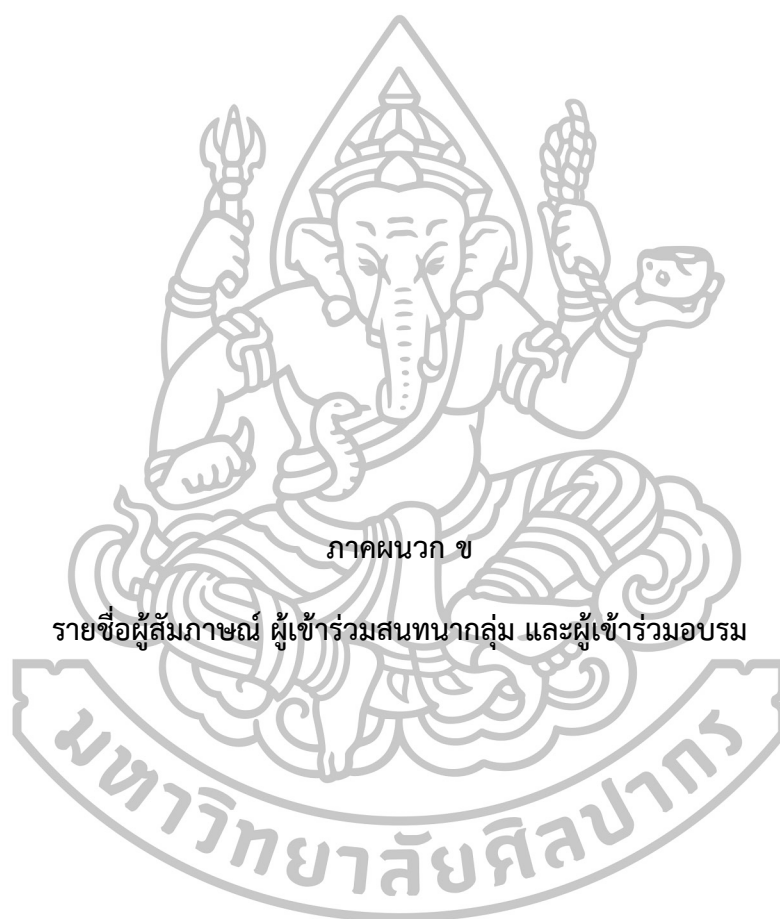 ภาคผนวก ข
รายชื่อผู้สัมภาษณ์ ผู้เข้าร่วมสนทนากลุ่ม และผู้เข้าร่วมอบรม
มหาวิทยาลัยศิลปากร